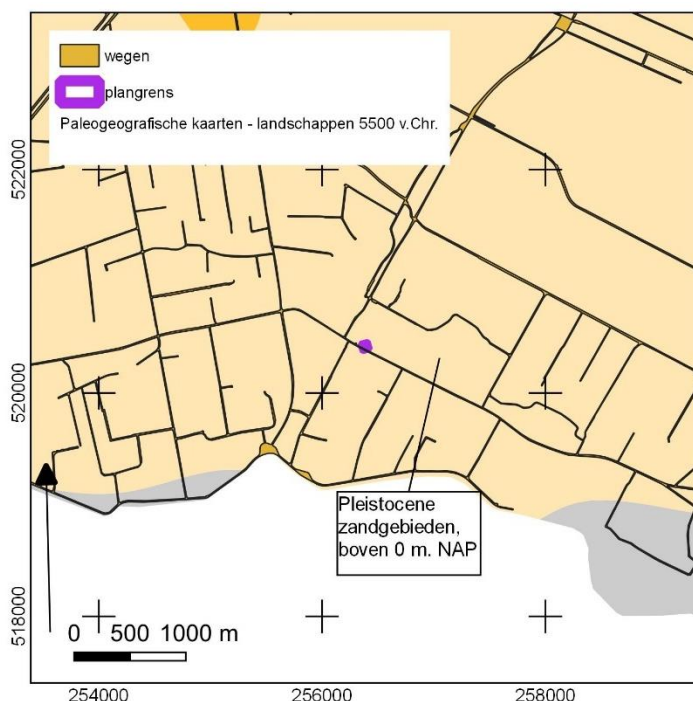 wegen
plangrens
Paleogeografische kaarten - landschappen 5500 v.Chr.
522000
520000
Pleistocene
zandgebieden,
boven 0 m. NAP
518000
0 500 1000 m
254000 256000 258000